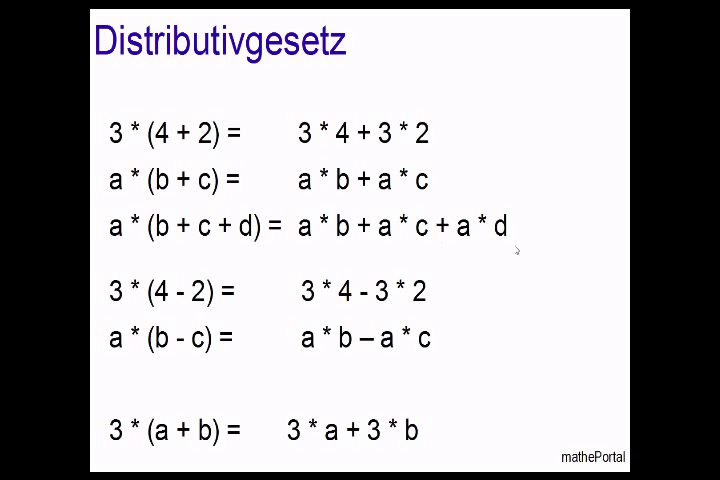 Distributivgesetz
3 * (4 + 2) = 3 * 4 + 3 * 2
a * (b + c) = a * b + a * c
a * (b + c + d) = a * b + a * c + a * d
3 * (4 - 2) = 3 * 4 - 3 * 2
a * (b - c) = a * b – a * c
3 * (a + b) = 3 * a + 3 * b
mathePortal